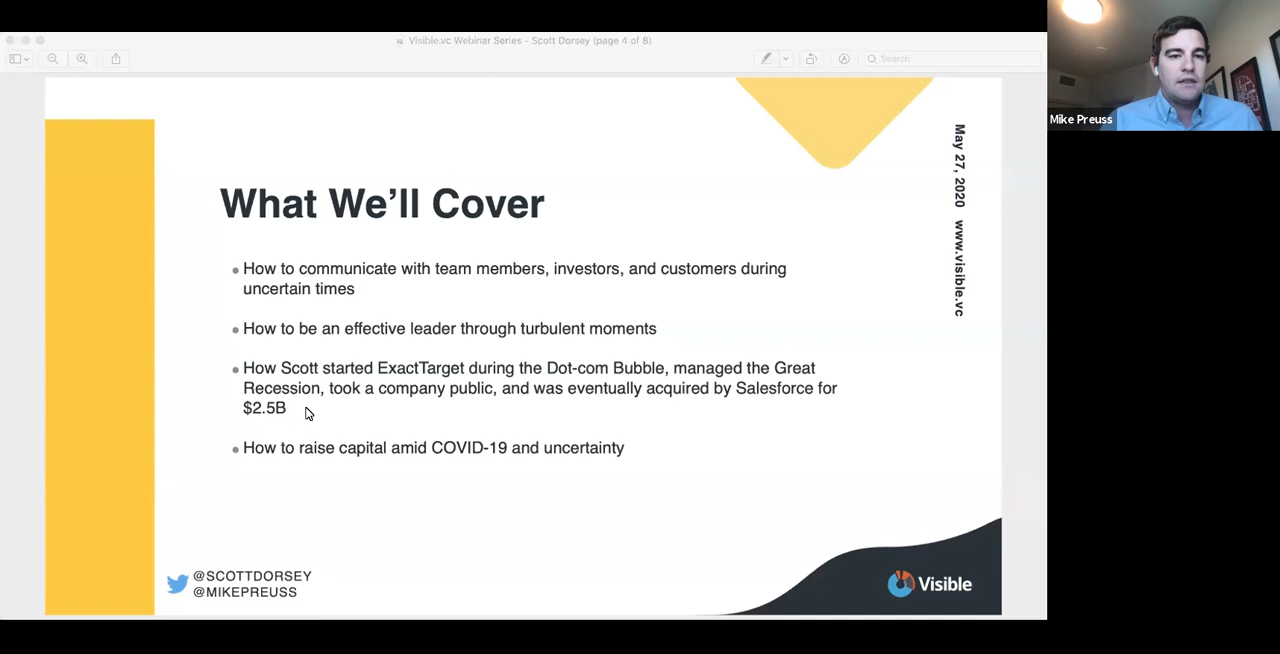 Visible.vc Webinar Series - Scott Dorsey (page 4 of 8)
Search
Mike Preuss
May 27, 2020 www.visible.vc
What We'll Cover
How to communicate with team members, investors, and customers during
uncertain times
How to be an effective leader through turbulent moments
How Scott started ExactTarget during the Dot-com Bubble, managed the Great
Recession, took a company public, and was eventually acquired by Salesforce for
$2.5B
How to raise capital amid COVID-19 and uncertainty
@SCOTTDORSEY
@MIKEPREUSS
Visible